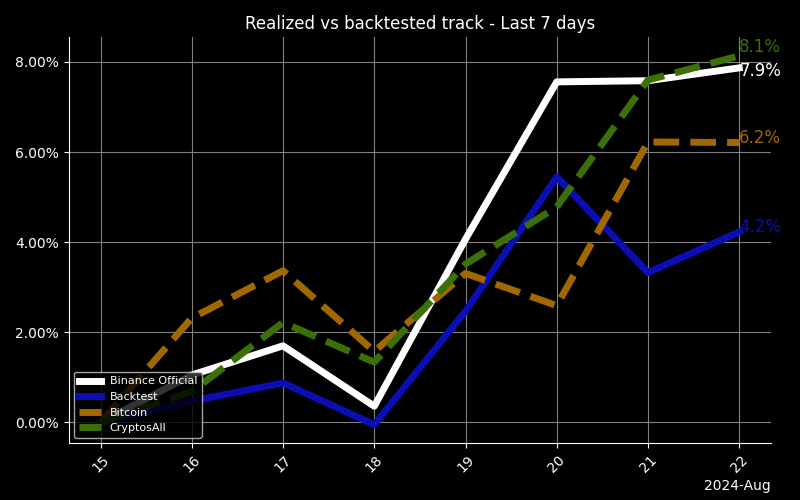 Realized vs backtested track - Last 7 days
8.00%
6.00%
4.00%
2.00%
0.00%
8.1%
7.9%
6.2%
4.2%
Binance Official
Backtest
Bitcoin
CryptosAll
15
16
17
18
19
20
21
22
2024-Aug